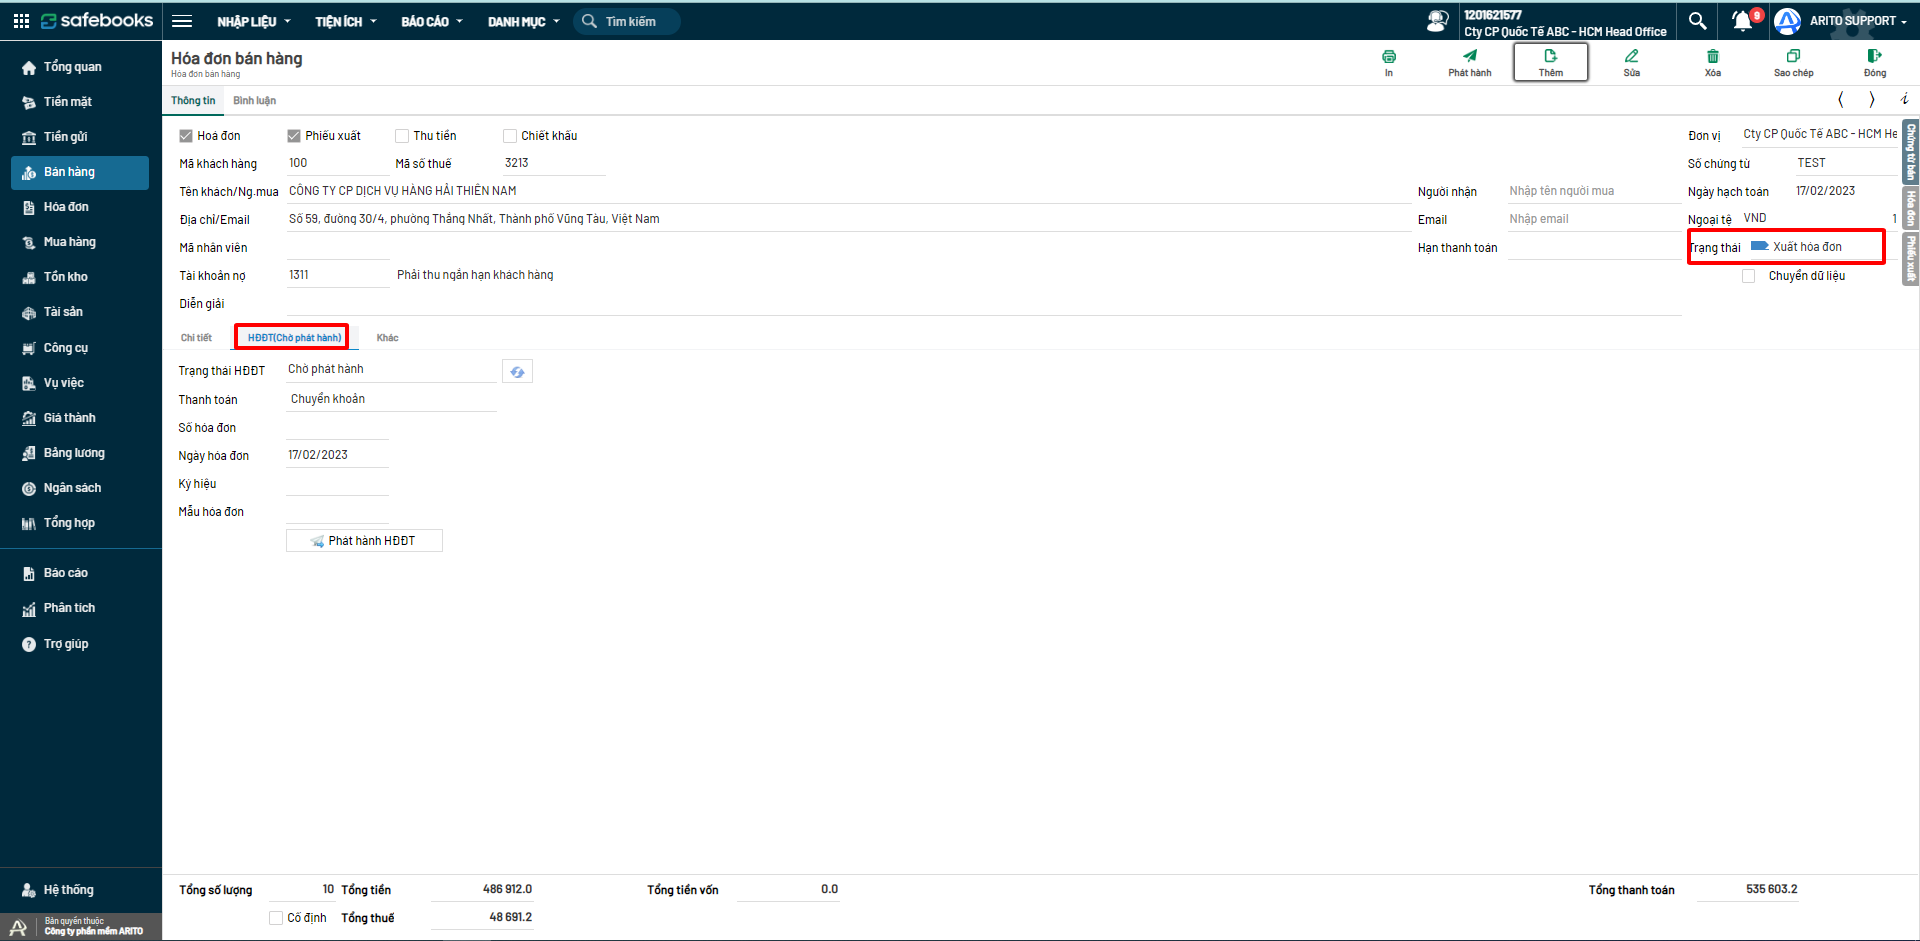 safebooks
NHẬP LIỆU
TIỆN ÍCH
BÁO CÁO
DANH MỤC
Tìm kiếm
1201621577
Cty CP Quốc Tế ABC - HCM Head Office
9
ARITO SUPPORT
Tổng quan
Tiền mặt
Tiền gửi
Bán hàng
Hóa đơn
Mua hàng
Tồn kho
Tài sản
Công cụ
Vụ việc
Giá thành
Bảng lương
Ngân sách
Tổng hợp
Báo cáo
Phân tích
Trợ giúp
Hệ thống
Bản quyền thuộc
Công ty phần mềm ARITO
Hóa đơn bán hàng
Hóa đơn bán hàng
In
Phát hành
Thêm
Sửa
Xóa
Sao chép
Đóng
Thông tin
Bình luận
Hoá đơn
Phiếu xuất
Thu tiền
Chiết khấu
Mã khách hàng 100 Mã số thuế 3213
Tên khách/Ng.mua CÔNG TY CP DỊCH VỤ HÀNG HẢI THIÊN NAM
Địa chỉ/Email Số 59, đường 30/4, phường Thắng Nhất, Thành phố Vũng Tàu, Việt Nam
Mã nhân viên
Tài khoản nợ 1311 Phải thu ngắn hạn khách hàng
Diễn giải
Người nhận Nhập tên người mua
Email Nhập email
Hạn thanh toán
Đơn vị Cty CP Quốc Tế ABC - HCM He
Số chứng từ TEST
Ngày hạch toán 17/02/2023
Ngoại tệ VND 1
Trạng thái Xuất hóa đơn
Chuyển dữ liệu
Chứng từ bán
Hóa đơn
Phiếu xuất
Chi tiết
HĐĐT(Chờ phát hành)
Khác
Trạng thái HĐĐT Chờ phát hành
Thanh toán Chuyển khoản
Số hóa đơn
Ngày hóa đơn 17/02/2023
Ký hiệu
Mẫu hóa đơn
Phát hành HĐĐT
Tổng số lượng 10 Tổng tiền 486 912.0 Tổng tiền vốn 0.0 Tổng thanh toán 535 603.2
Cố định Tổng thuế 48 691.2